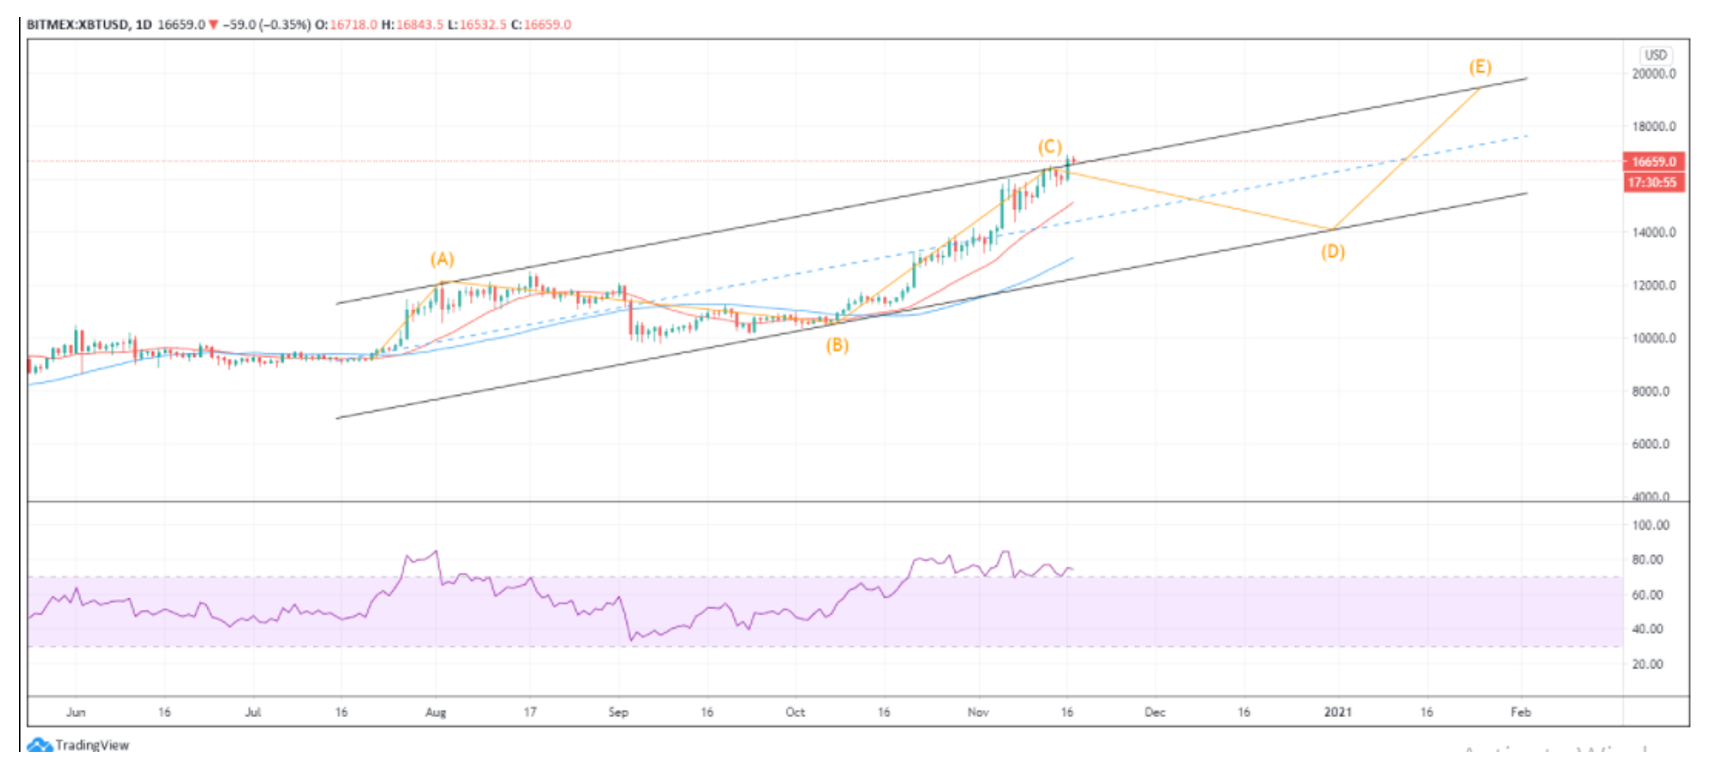 BITMEX:XBTUSD, 1D 16659.0 ▼ −59.0 (−0.35%) O:16718.0 H:16843.5 L:16532.5 C:16659.0
USD
(E)
20000.0
18000.0
(C)
16659.0
17:30:55
14000.0
(D)
(A)
12000.0
10000.0
(B)
8000.0
6000.0
4000.0
100.00
80.00
60.00
40.00
20.00
Jun 16 Jul 16 Aug 17 Sep 16 Oct 16 Nov 16 Dec 16 2021 16 Feb
TradingView